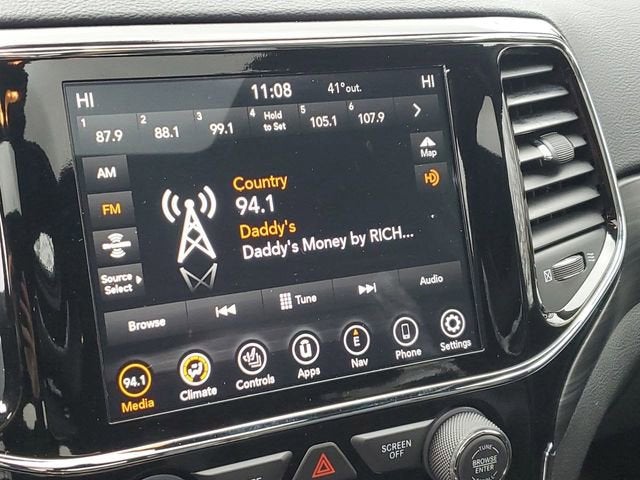 HI 11:08 41°out. HI
1 87.9 2 88.1 3 99.1 4 Hold to Set 5 105.1 6 107.9
AM
Map
Country
FM
94.1
HD
Daddy's
Daddy's Money by RICH...
Source
Select
Browse
Tune
Audio
94.1
E
Media
Climate
Controls
Apps
Nav
Phone
Settings
SCREEN
OFF
TUNE
BROWSE
ENTER